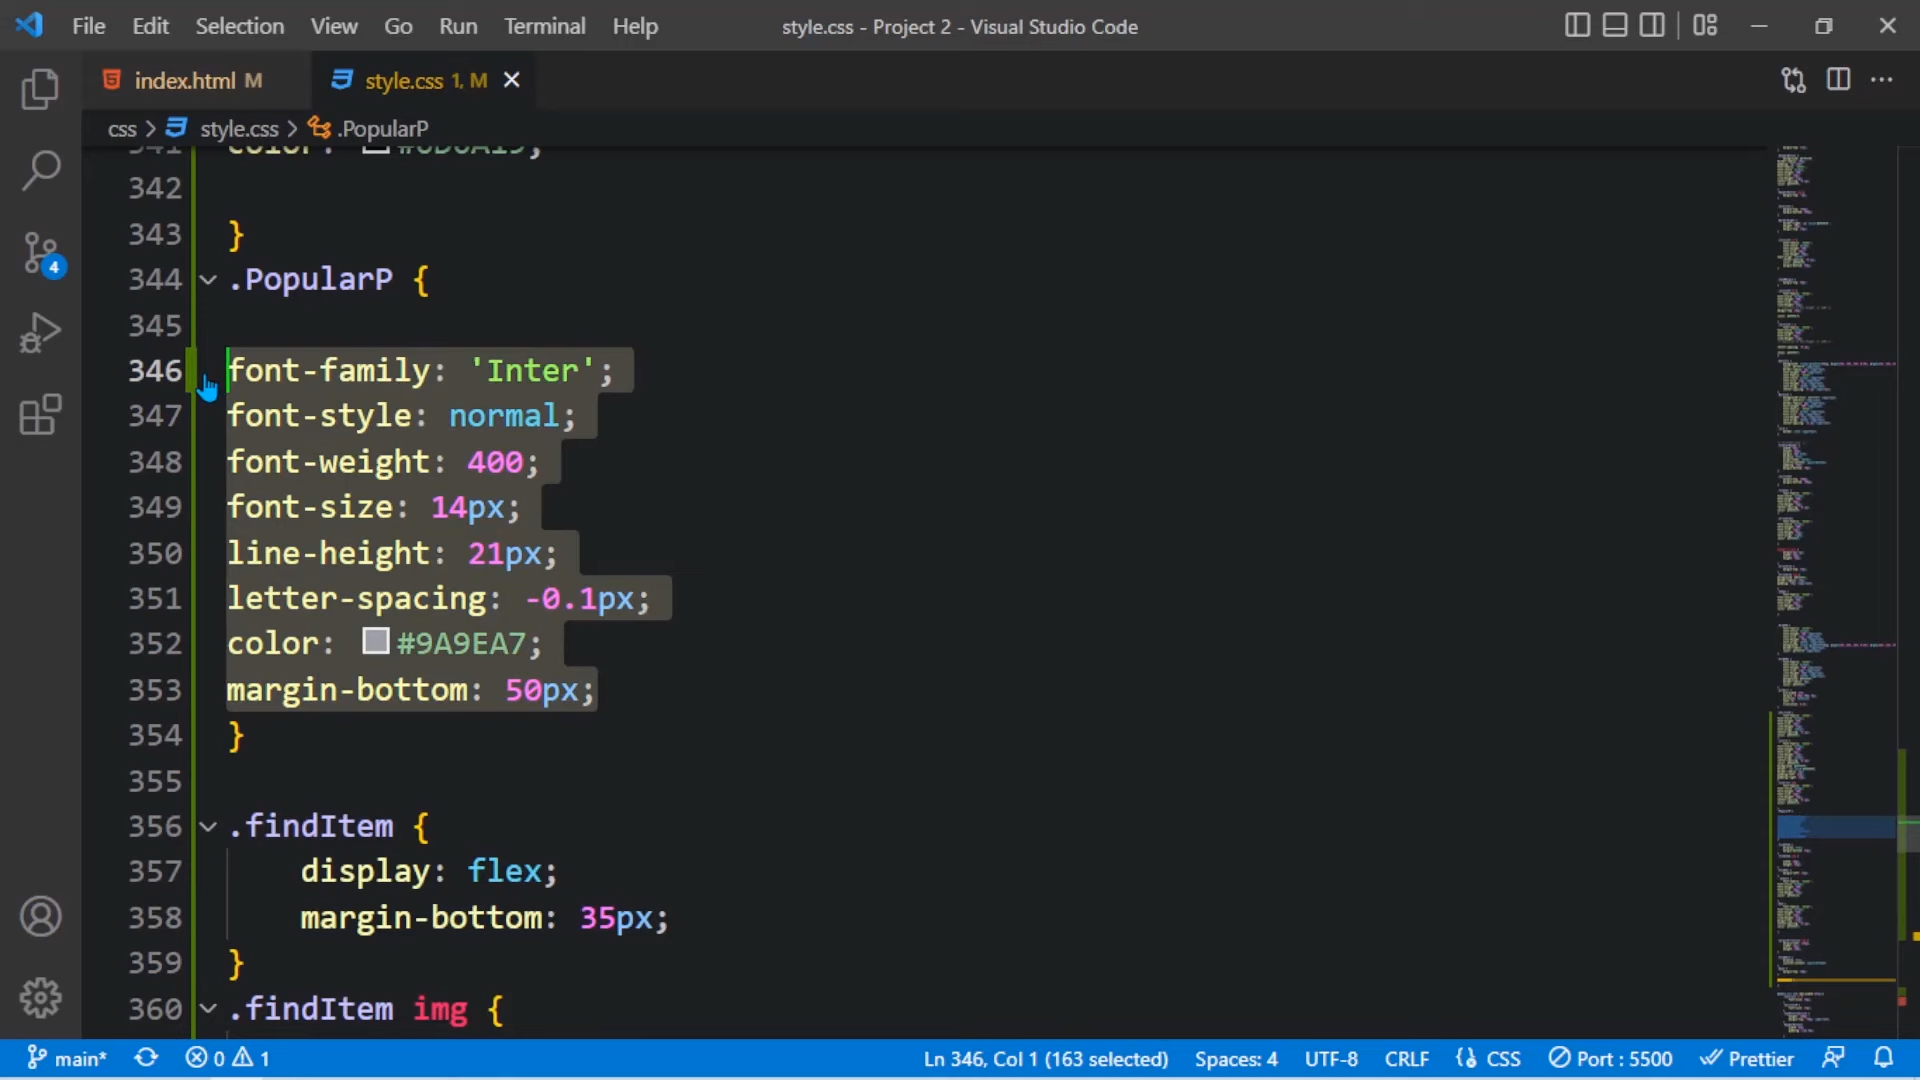 File Edit Selection View Go Run Terminal Help
style.css - Project 2 - Visual Studio Code
index.html M
style.css 1, M
css > style.css > .PopularP
342
343 }
344 .PopularP {
345
346 font-family: 'Inter';
347 font-style: normal;
348 font-weight: 400;
349 font-size: 14px;
350 line-height: 21px;
351 letter-spacing: -0.1px;
352 color: #9A9EA7;
353 margin-bottom: 50px;
354 }
355
356 .findItem {
357 display: flex;
358 margin-bottom: 35px;
359 }
360 .findItem img {
4
main* 0 1
Ln 346, Col 1 (163 selected) Spaces: 4 UTF-8 CRLF CSS Port : 5500 Prettier